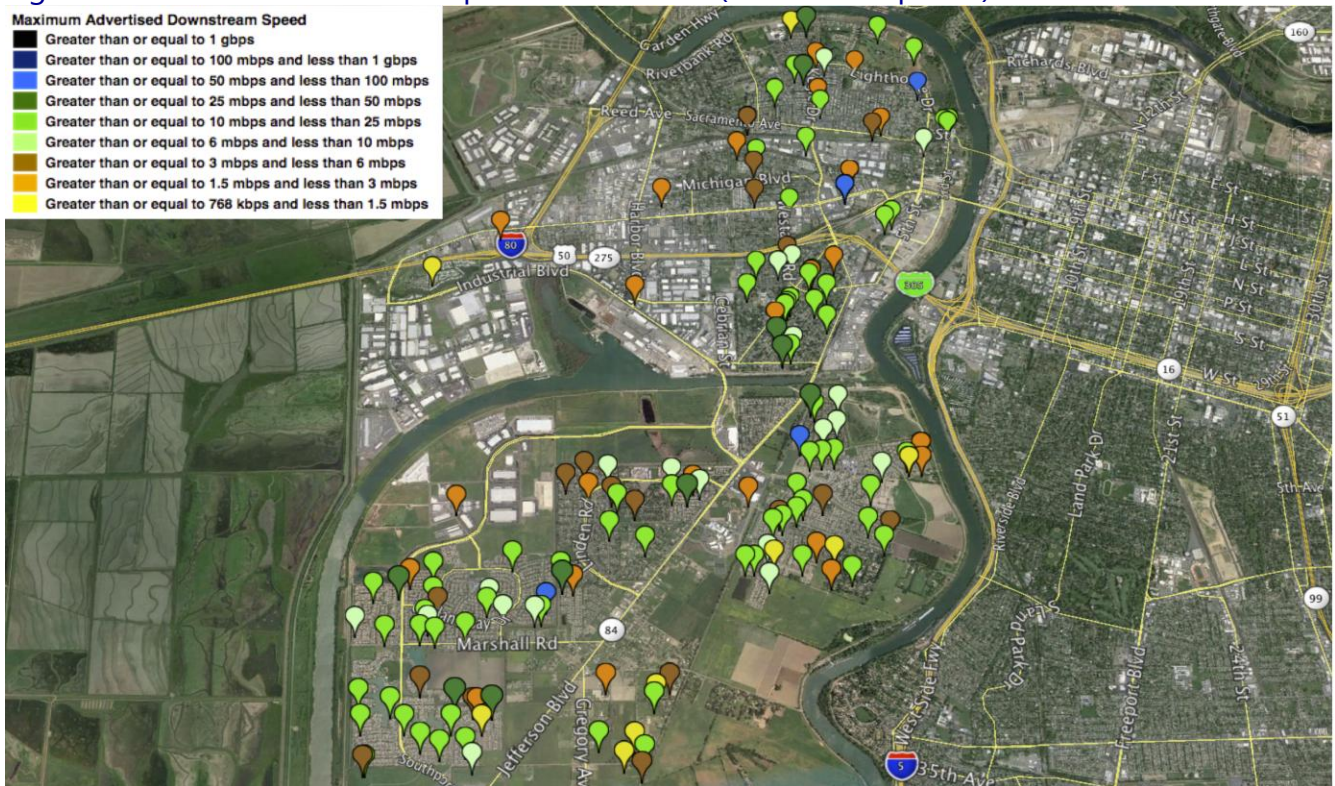 Maximum Advertised Downstream Speed
Greater than or equal to 1 gbps
Greater than or equal to 100 mbps and less than 1 gbps
Greater than or equal to 50 mbps and less than 100 mbps
Greater than or equal to 25 mbps and less than 50 mbps
Greater than or equal to 10 mbps and less than 25 mbps
Greater than or equal to 6 mbps and less than 10 mbps
Greater than or equal to 3 mbps and less than 6 mbps
Greater than or equal to 1.5 mbps and less than 3 mbps
Greater than or equal to 768 kbps and less than 1.5 mbps
Garden Hwy
160
Riverbank Rd
Richards Blvd
Reed Ave
Sacramento Ave
N 12th St
Michigan Blvd
E St
H St
80
50
275
Harbor Blvd
Industrial Blvd
305
L St
N St
P St
S St
W St
29th St
16
51
Land Park Dr
21st St
5th Ave
Riverside Blvd
99
Marshall Rd
84
Jefferson Blvd
Gregory Ave
West Side Fwy
Freeport Blvd
24th St
5
35th Ave